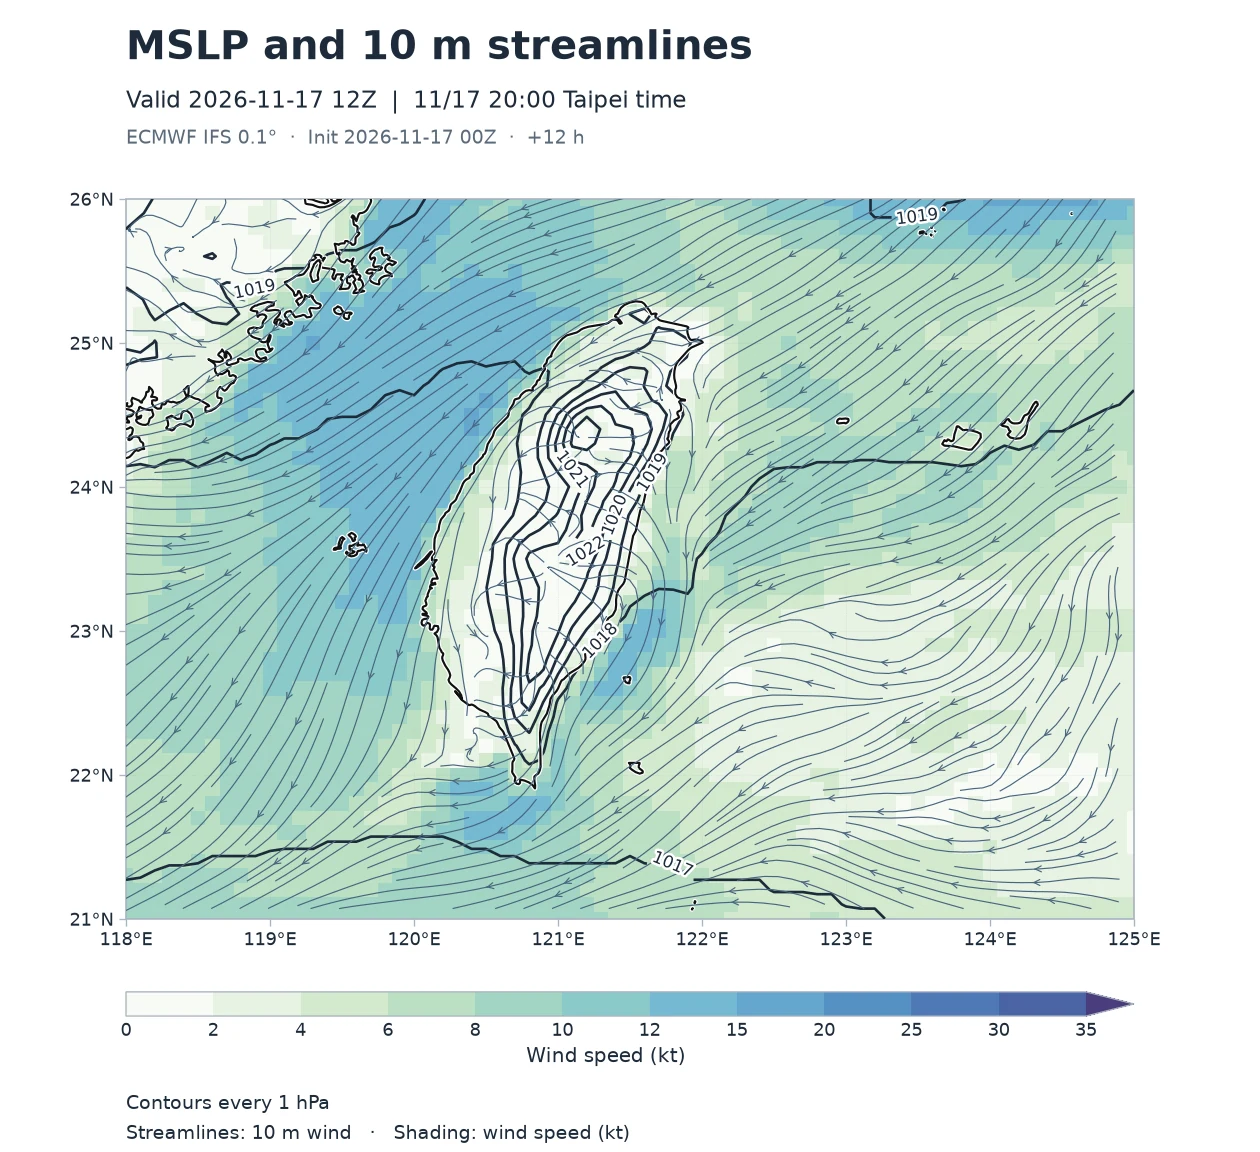 MSLP and 10 m streamlines
Valid 2026-11-17 12Z | 11/17 20:00 Taipei time
ECMWF IFS 0.1° · Init 2026-11-17 00Z · +12 h
26°N
1019
1019
25°N
24°N
1021
1019
1020
1022
23°N
1018
22°N
1017
21°N
118°E 119°E 120°E 121°E 122°E 123°E 124°E 125°E
0 2 4 6 8 10 12 15 20 25 30 35
Wind speed (kt)
Contours every 1 hPa
Streamlines: 10 m wind · Shading: wind speed (kt)